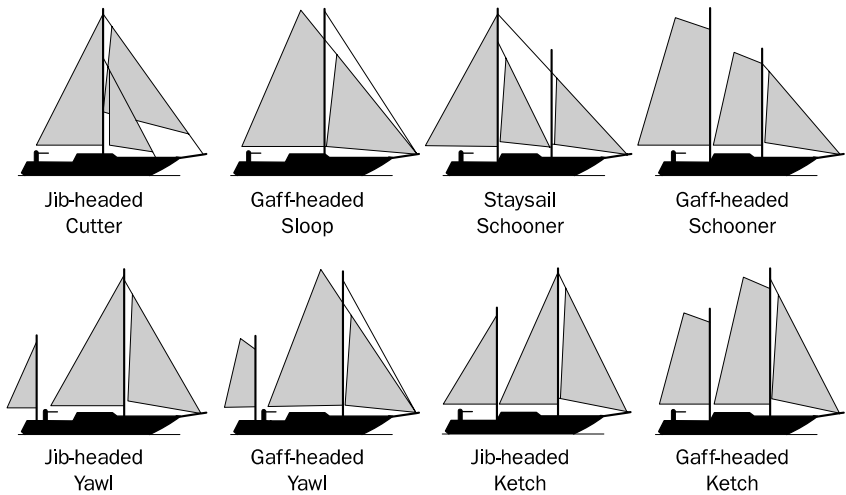 Jib-headed
Cutter
Gaff-headed
Sloop
Staysail
Schooner
Gaff-headed
Schooner
Jib-headed
Yawl
Gaff-headed
Yawl
Jib-headed
Ketch
Gaff-headed
Ketch